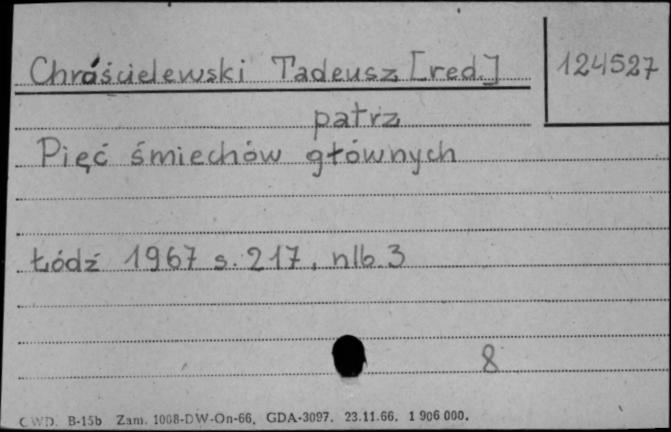 Chróścielewski Tadeusz [red.]
124527
patrz
Pięć śmiechów głównych
Łódź 1967 s. 217, nlb 3
8
CWD. B-15b Zam. 1008-DW-On-66. GDA-3097. 23.11.66. 1 906 000.